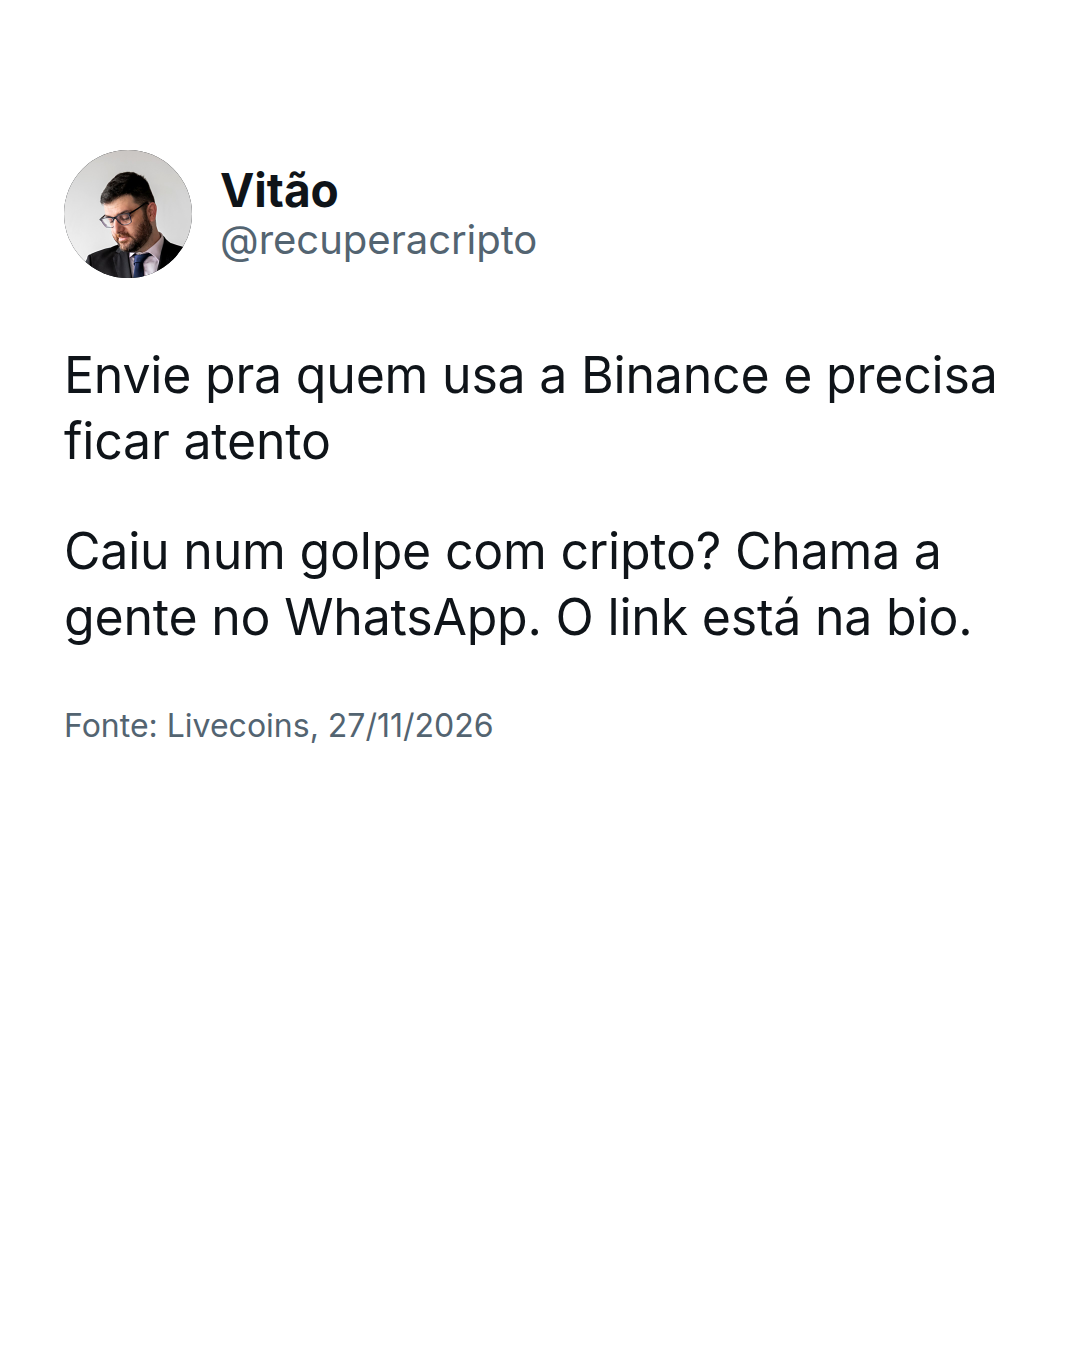 Vitão
@recuperacripto
Envie pra quem usa a Binance e precisa
ficar atento
Caiu num golpe com cripto? Chama a
gente no WhatsApp. O link está na bio.
Fonte: Livecoins, 27/11/2026